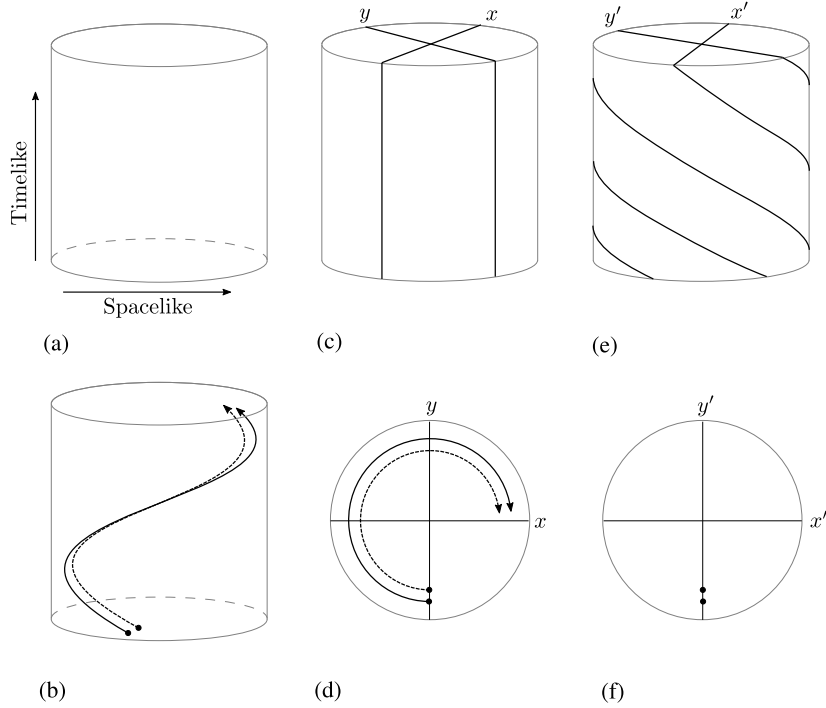 y
x
y′
x′
Timelike
Spacelike
(a)
(c)
(e)
y
y′
x
x′
(b)
(d)
(f)